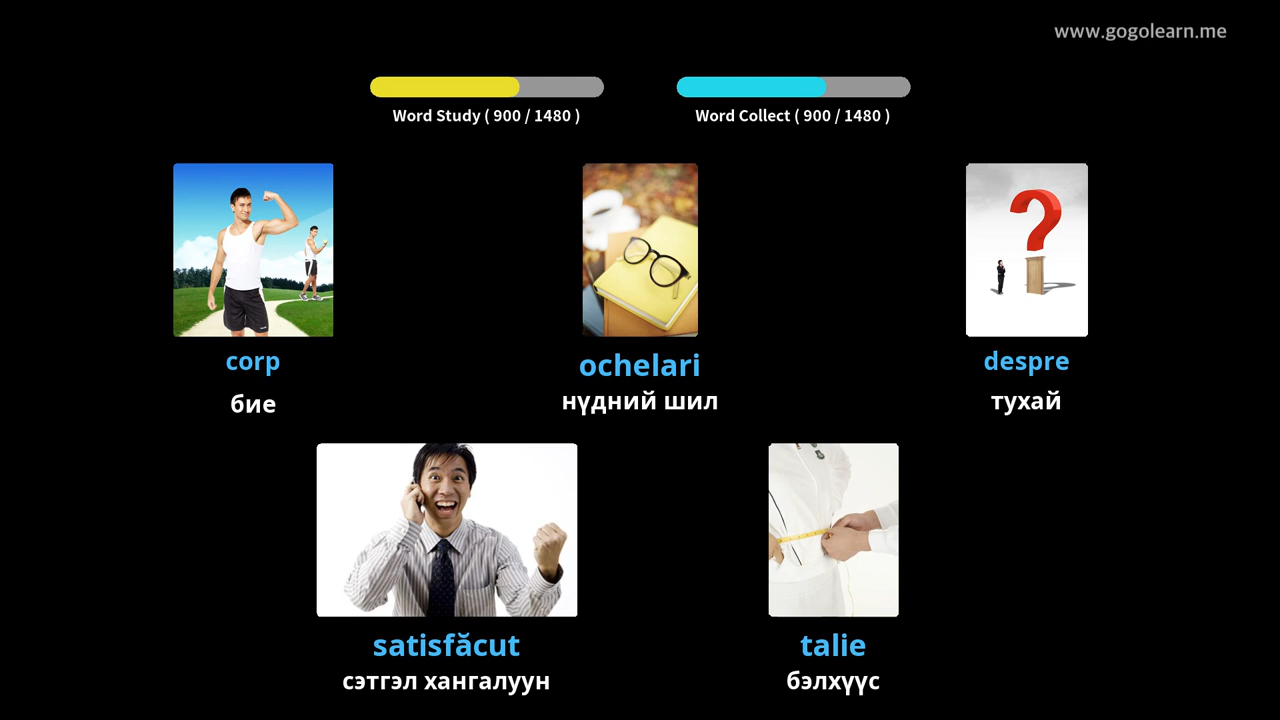 www.gogolearn.me
Word Study ( 900 / 1480 )
Word Collect ( 900 / 1480 )
corp
бие
ochelari
нүдний шил
despre
тухай
satisfăcut
сэтгэл хангалуун
talie
бэлхүүс